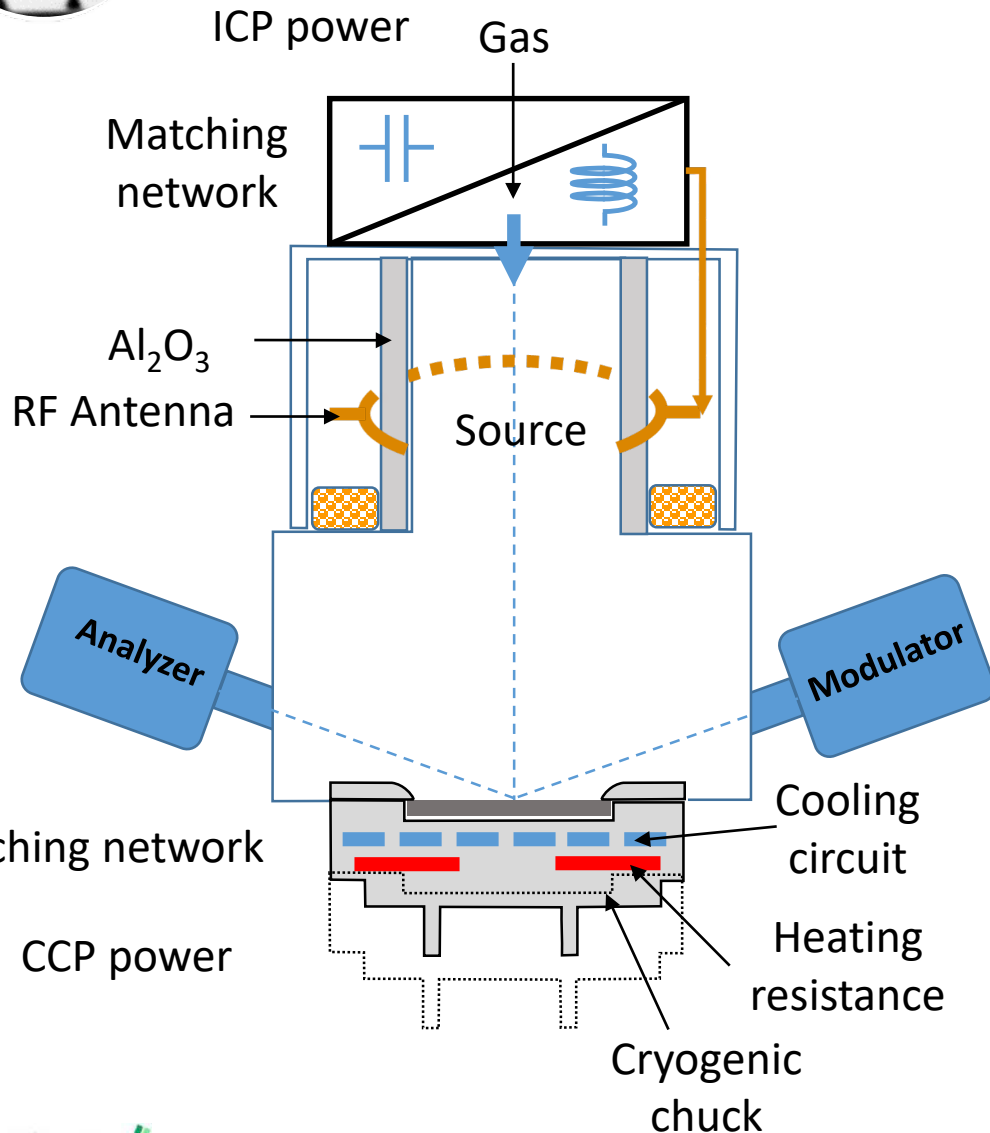 ICP power
Gas
Matching
network
Al₂O₃
RF Antenna
Source
Analyzer
Modulator
ching network
Cooling
circuit
CCP power
Heating
resistance
Cryogenic
chuck